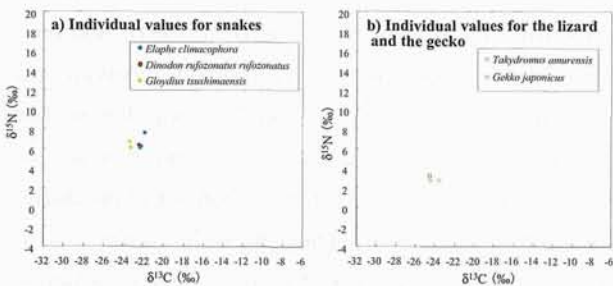 a) Individual values for snakes
Elaphe climacophora
Dinodon rufozonatus rufozonatus
Gloydius tsushimaensis
20
18
16
14
12
10
8
6
4
2
0
-2
-4
δ¹⁵N (‰)
-32 -30 -28 -26 -24 -22 -20 -18 -16 -14 -12 -10 -8 -6
δ¹³C (‰)
b) Individual values for the lizard
and the gecko
Takydromus amurensis
Gekko japonicus
20
18
16
14
12
10
8
6
4
2
0
-2
-4
δ¹⁵N (‰)
-32 -30 -28 -26 -24 -22 -20 -18 -16 -14 -12 -10 -8 -6
δ¹³C (‰)